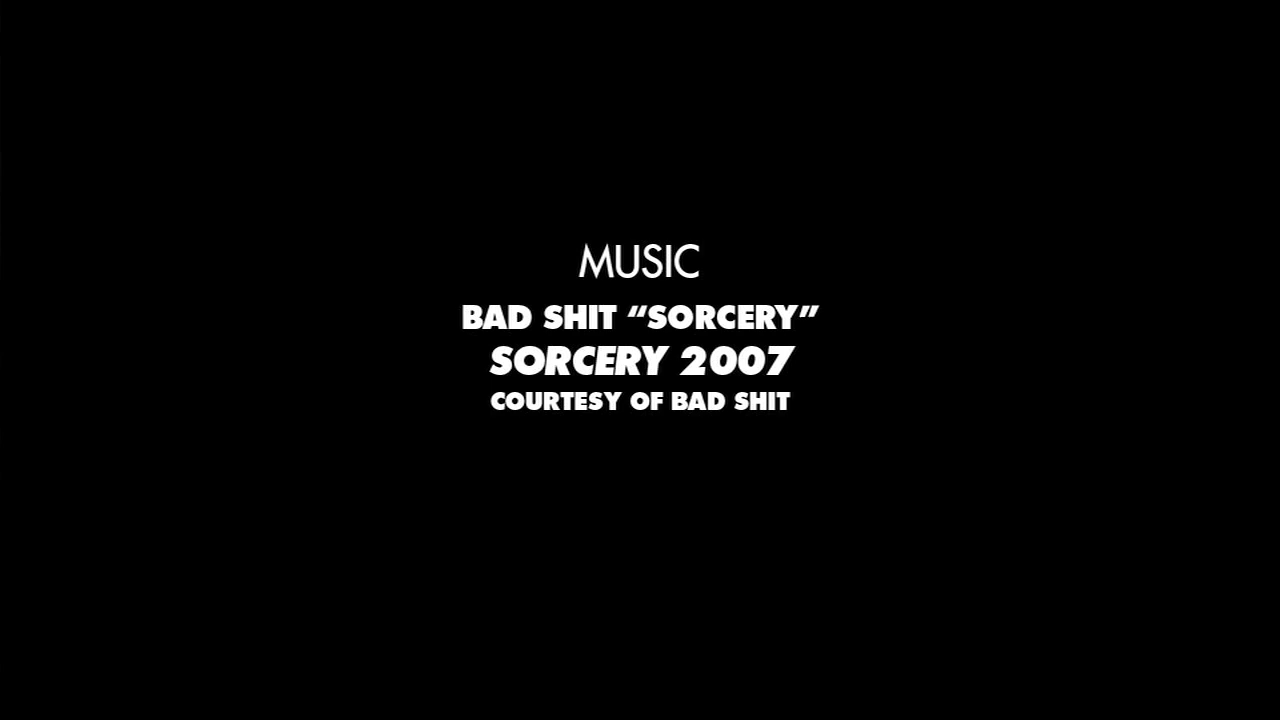 MUSIC
BAD SHIT “SORCERY”
SORCERY 2007
COURTESY OF BAD SHIT